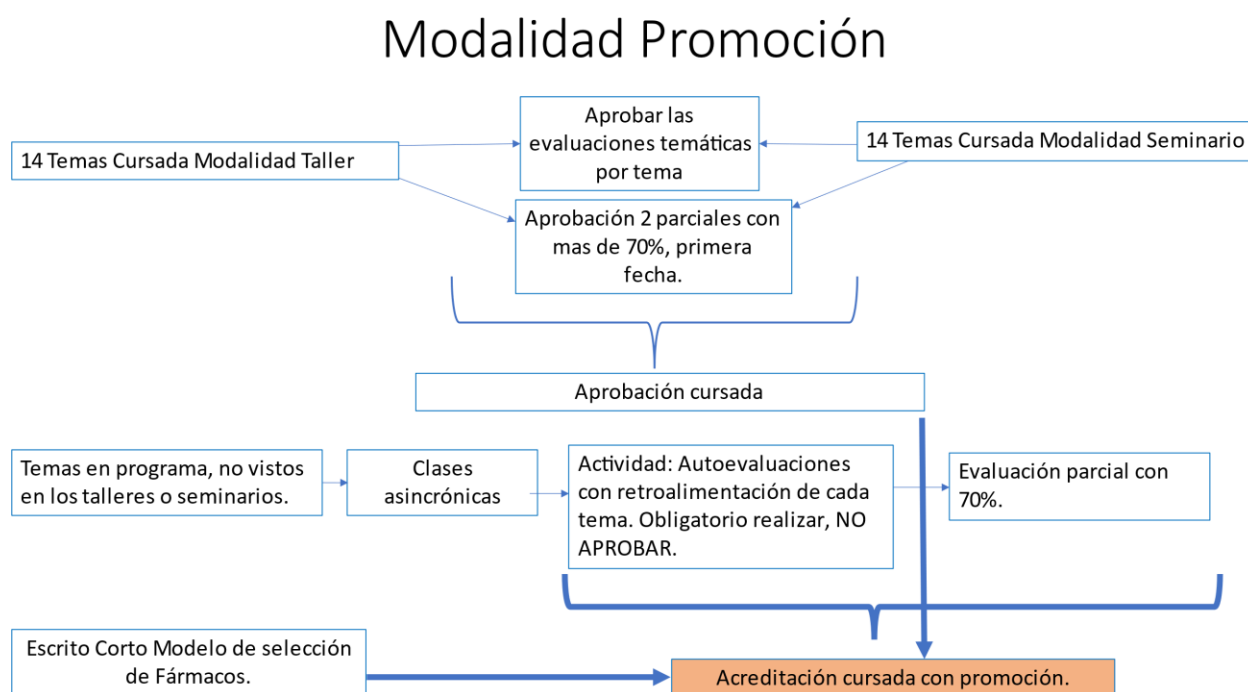 Modalidad Promoción
14 Temas Cursada Modalidad Taller
Aprobar las
evaluaciones temáticas
por tema
14 Temas Cursada Modalidad Seminario
Aprobación 2 parciales con
mas de 70%, primera
fecha.
Aprobación cursada
Temas en programa, no vistos
en los talleres o seminarios.
Clases
asincrónicas
Actividad: Autoevaluaciones
con retroalimentación de cada
tema. Obligatorio realizar, NO
APROBAR.
Evaluación parcial con
70%.
Escrito Corto Modelo de selección
de Fármacos.
Acreditación cursada con promoción.